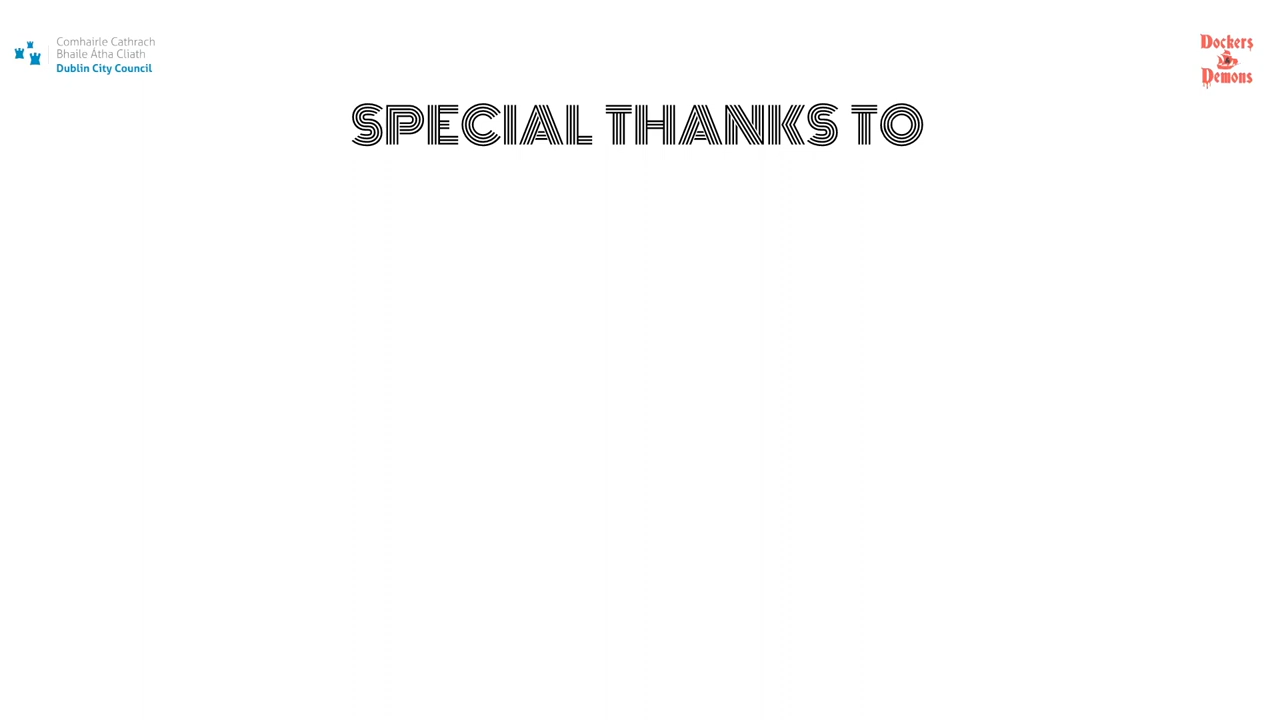 Comhairle Cathrach
Bhaile Átha Cliath
Dublin City Council
Dockers
Demons
SPECIAL THANKS TO